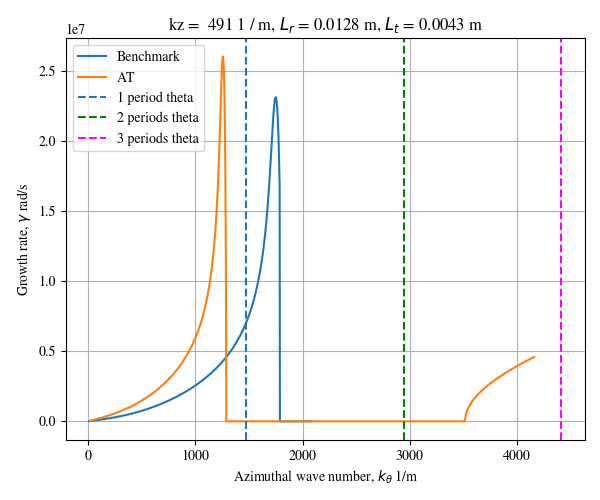 kz =  491 1 / m, L_r = 0.0128 m, L_t = 0.0043 m
1e7
Benchmark
AT
1 period theta
2 periods theta
3 periods theta
2.5
2.0
1.5
1.0
0.5
0.0
Growth rate, γ rad/s
0 1000 2000 3000 4000
Azimuthal wave number, k_θ 1/m